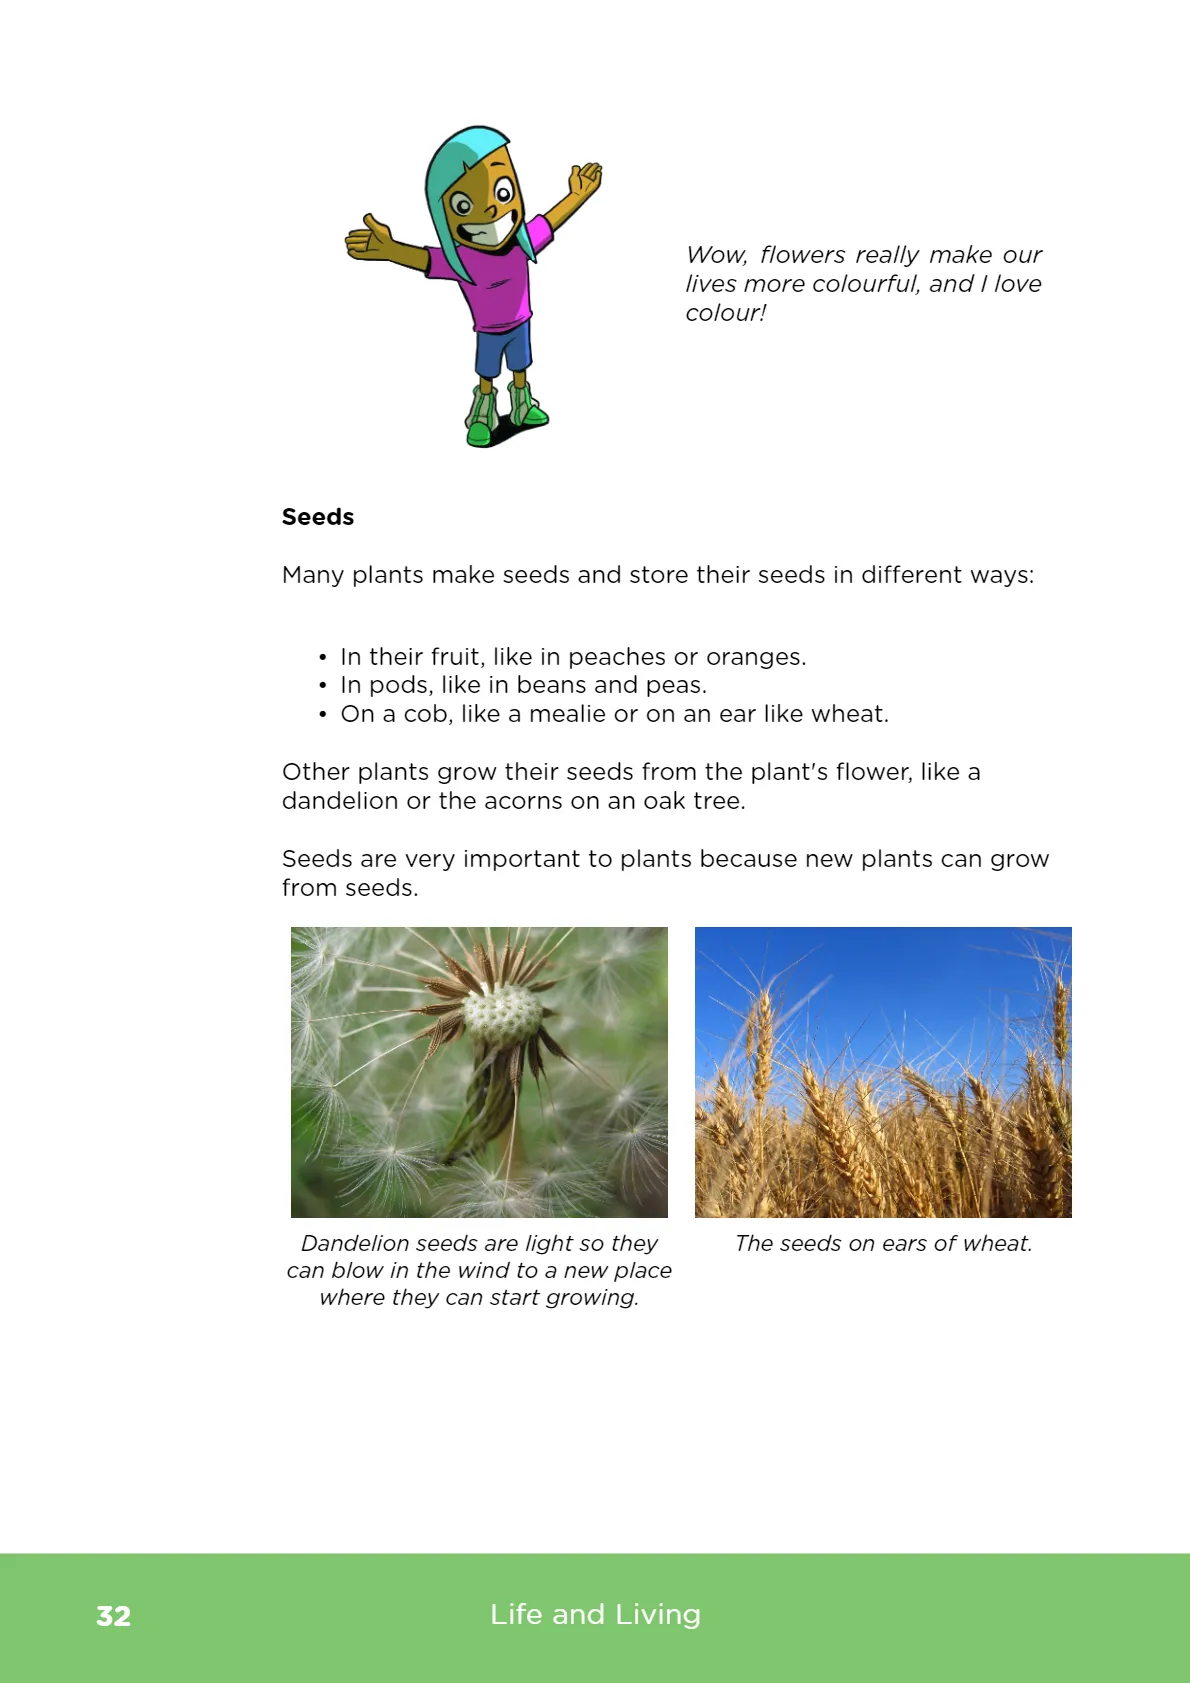 Wow, flowers really make our
lives more colourful, and I love
colour!
Seeds
Many plants make seeds and store their seeds in different ways:
• In their fruit, like in peaches or oranges.
• In pods, like in beans and peas.
• On a cob, like a mealie or on an ear like wheat.
Other plants grow their seeds from the plant's flower, like a
dandelion or the acorns on an oak tree.
Seeds are very important to plants because new plants can grow
from seeds.
Dandelion seeds are light so they
can blow in the wind to a new place
where they can start growing.
The seeds on ears of wheat.
32
Life and Living